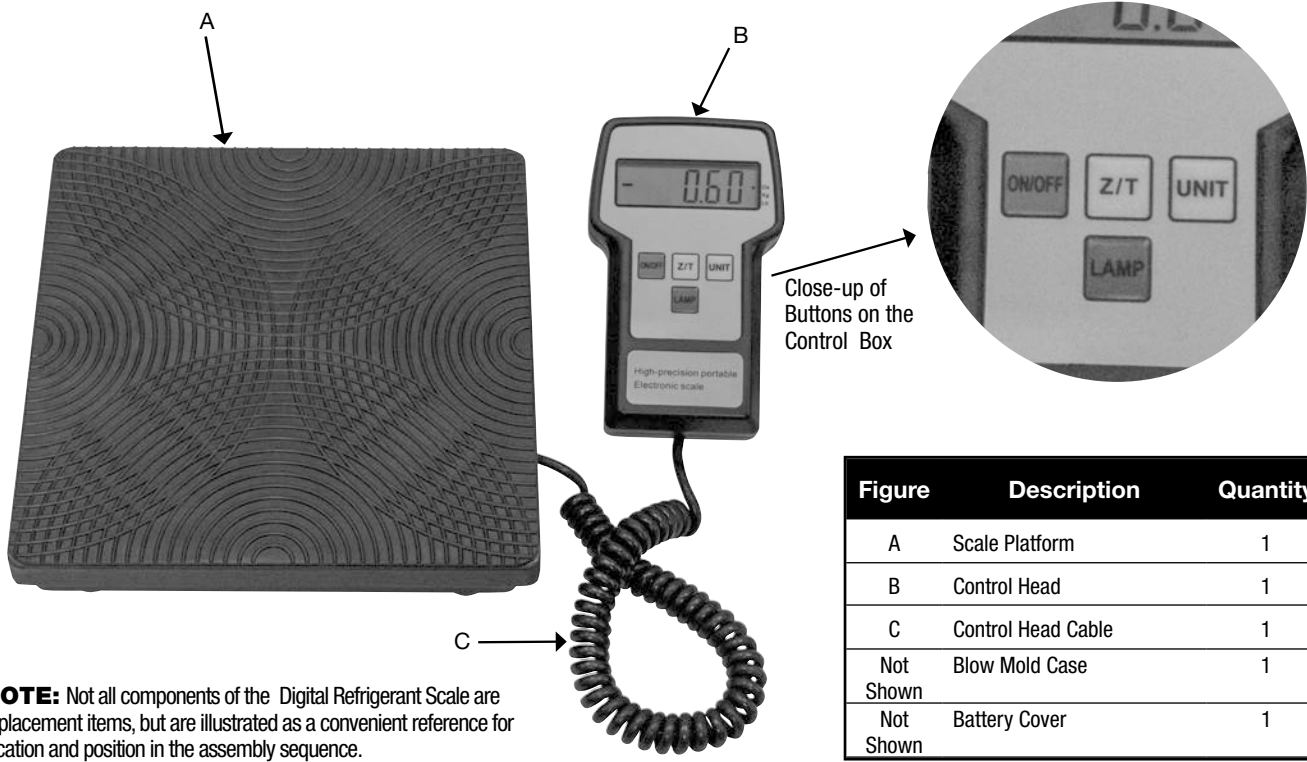 A
B
0.60
ON/OFF Z/T UNIT
LAMP
High-precision portable
Electronic scale
Close-up of
Buttons on the
Control Box
ON/OFF Z/T UNIT
LAMP
C
OTE: Not all components of the Digital Refrigerant Scale are
placement items, but are illustrated as a convenient reference for
cation and position in the assembly sequence.
Figure Description Quantity
A Scale Platform 1
B Control Head 1
C Control Head Cable 1
Not Shown Blow Mold Case 1
Not Shown Battery Cover 1